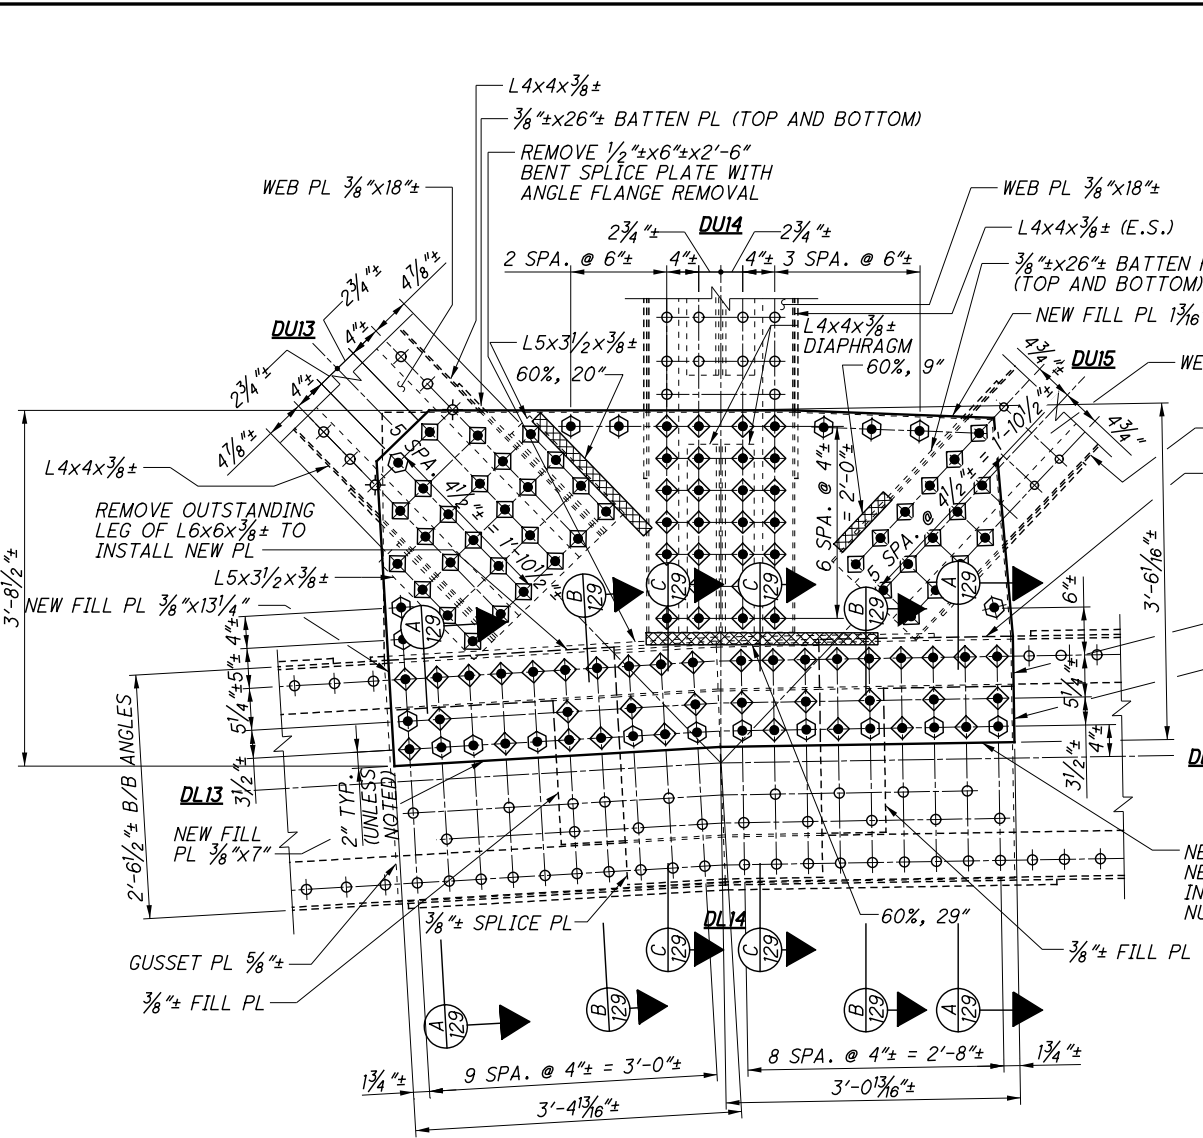 L4x4x3/8±
3/8"±x26"± BATTEN PL (TOP AND BOTTOM)
REMOVE 1/2"±x6"±x2'-6"
BENT SPLICE PLATE WITH
ANGLE FLANGE REMOVAL
WEB PL 3/8"x18"±
WEB PL 3/8"x18"±
DU14
2 3/4"±
2 3/4"±
L4x4x3/8± (E.S.)
2 SPA. @ 6"±
4"±
4"±
3 SPA. @ 6"±
3/8"±x26"± BATTEN
(TOP AND BOTTOM)
NEW FILL PL 1 3/16
4 7/8"±
2 3/4"±
4"±
DU13
L5x3 1/2x3/8±
60%, 20"
L4x4x3/8±
DIAPHRAGM
60%, 9"
4 3/4"±
DU15
WE
2 3/4"±
4"±
4 7/8"±
4 3/4"
L4x4x3/8±
5 SPA. @ 4 1/2"± = 1'-10 1/2"±
5 SPA. @ 4 1/2"± = 1'-10 1/2"±
6 SPA. @ 4"±
= 2'-0"±
REMOVE OUTSTANDING
LEG OF L6x6x3/8± TO
INSTALL NEW PL
L5x3 1/2x3/8±
NEW FILL PL 3/8"x13 1/4"
3'-8 1/2"±
3'-6 1/16"±
A
129
B
129
C
129
C
129
B
129
A
129
4"±
5"±
5 1/4"±
3 1/2"±
6"±
5 1/4"±
4"±
3 1/2"±
2'-6 1/2"± B/B ANGLES
DL13
2" TYP.
(UNLESS
NOTED)
NEW FILL
PL 3/8"x7"
3/8"± SPLICE PL
DL14
60%, 29"
GUSSET PL 5/8"±
3/8"± FILL PL
3/8"± FILL PL
NE
NE
IN
NU
C
129
C
129
A
129
B
129
B
129
A
129
1 3/4"±
9 SPA. @ 4"± = 3'-0"±
8 SPA. @ 4"± = 2'-8"±
1 3/4"±
3'-4 13/16"±
3'-0 13/16"±